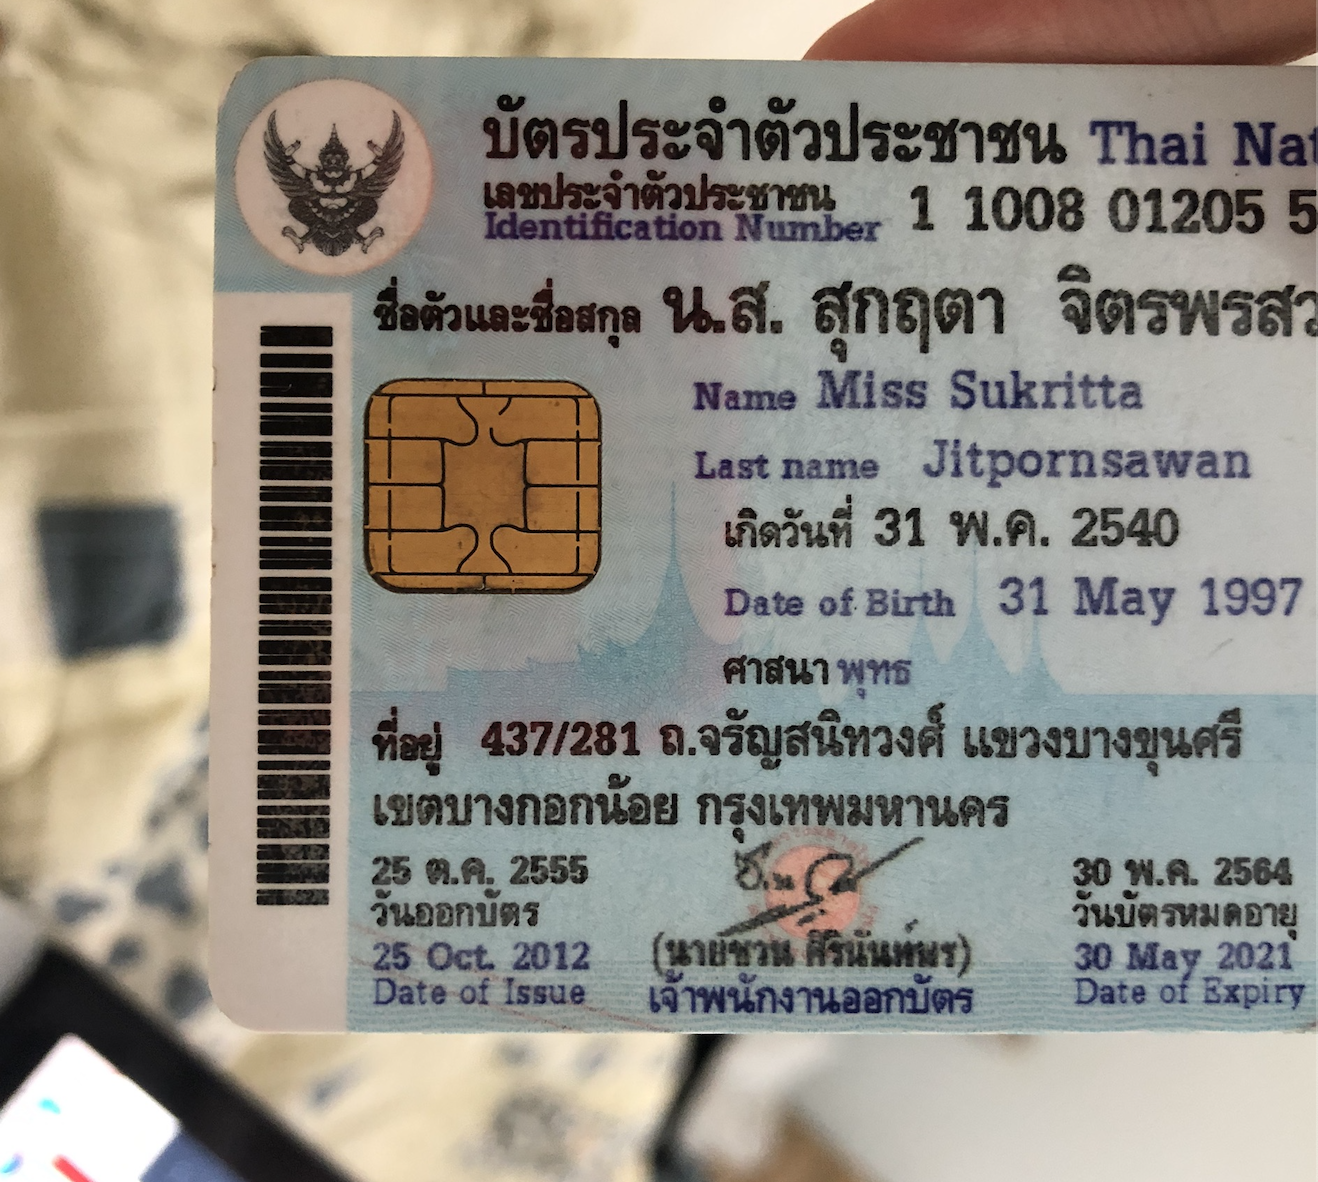 บัตรประจำตัวประชาชน Thai Nat
เลขประจำตัวประชาชน
Identification Number 1 1008 01205 5
ชื่อตัวและชื่อสกุล น.ส. สุกฤตา จิตรพรสว
Name Miss Sukritta
Last name Jitpornsawan
เกิดวันที่ 31 พ.ค. 2540
Date of Birth 31 May 1997
ศาสนา พุทธ
ที่อยู่ 437/281 ถ.จรัญสนิทวงศ์ แขวงบางขุนศรี
เขตบางกอกน้อย กรุงเทพมหานคร
25 ต.ค. 2555
วันออกบัตร
25 Oct. 2012
Date of Issue
(นายชวน ศิรินันท์พร)
เจ้าพนักงานออกบัตร
30 พ.ค. 2564
วันบัตรหมดอายุ
30 May 2021
Date of Expiry